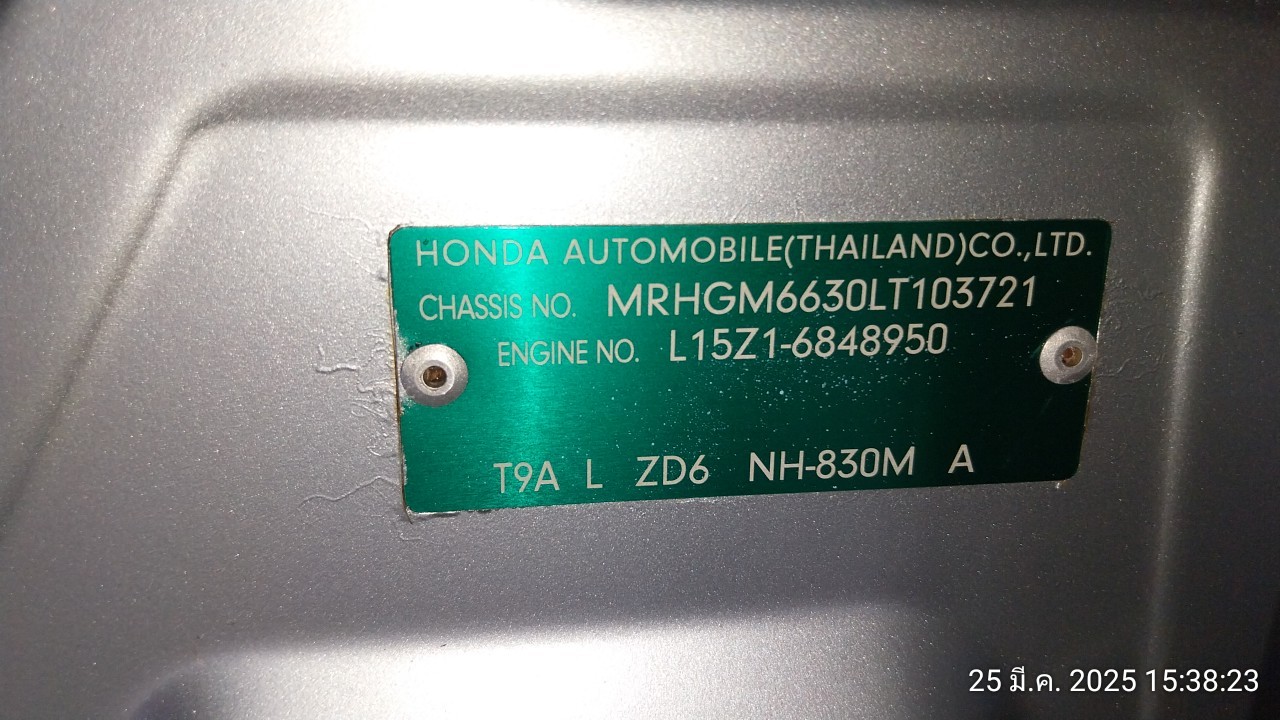 HONDA AUTOMOBILE(THAILAND)CO.,LTD.
CHASSIS NO. MRHGM6630LT103721
ENGINE NO. L15Z1-6848950
T9A L ZD6 NH-830M A
25 มี.ค. 2025 15:38:23